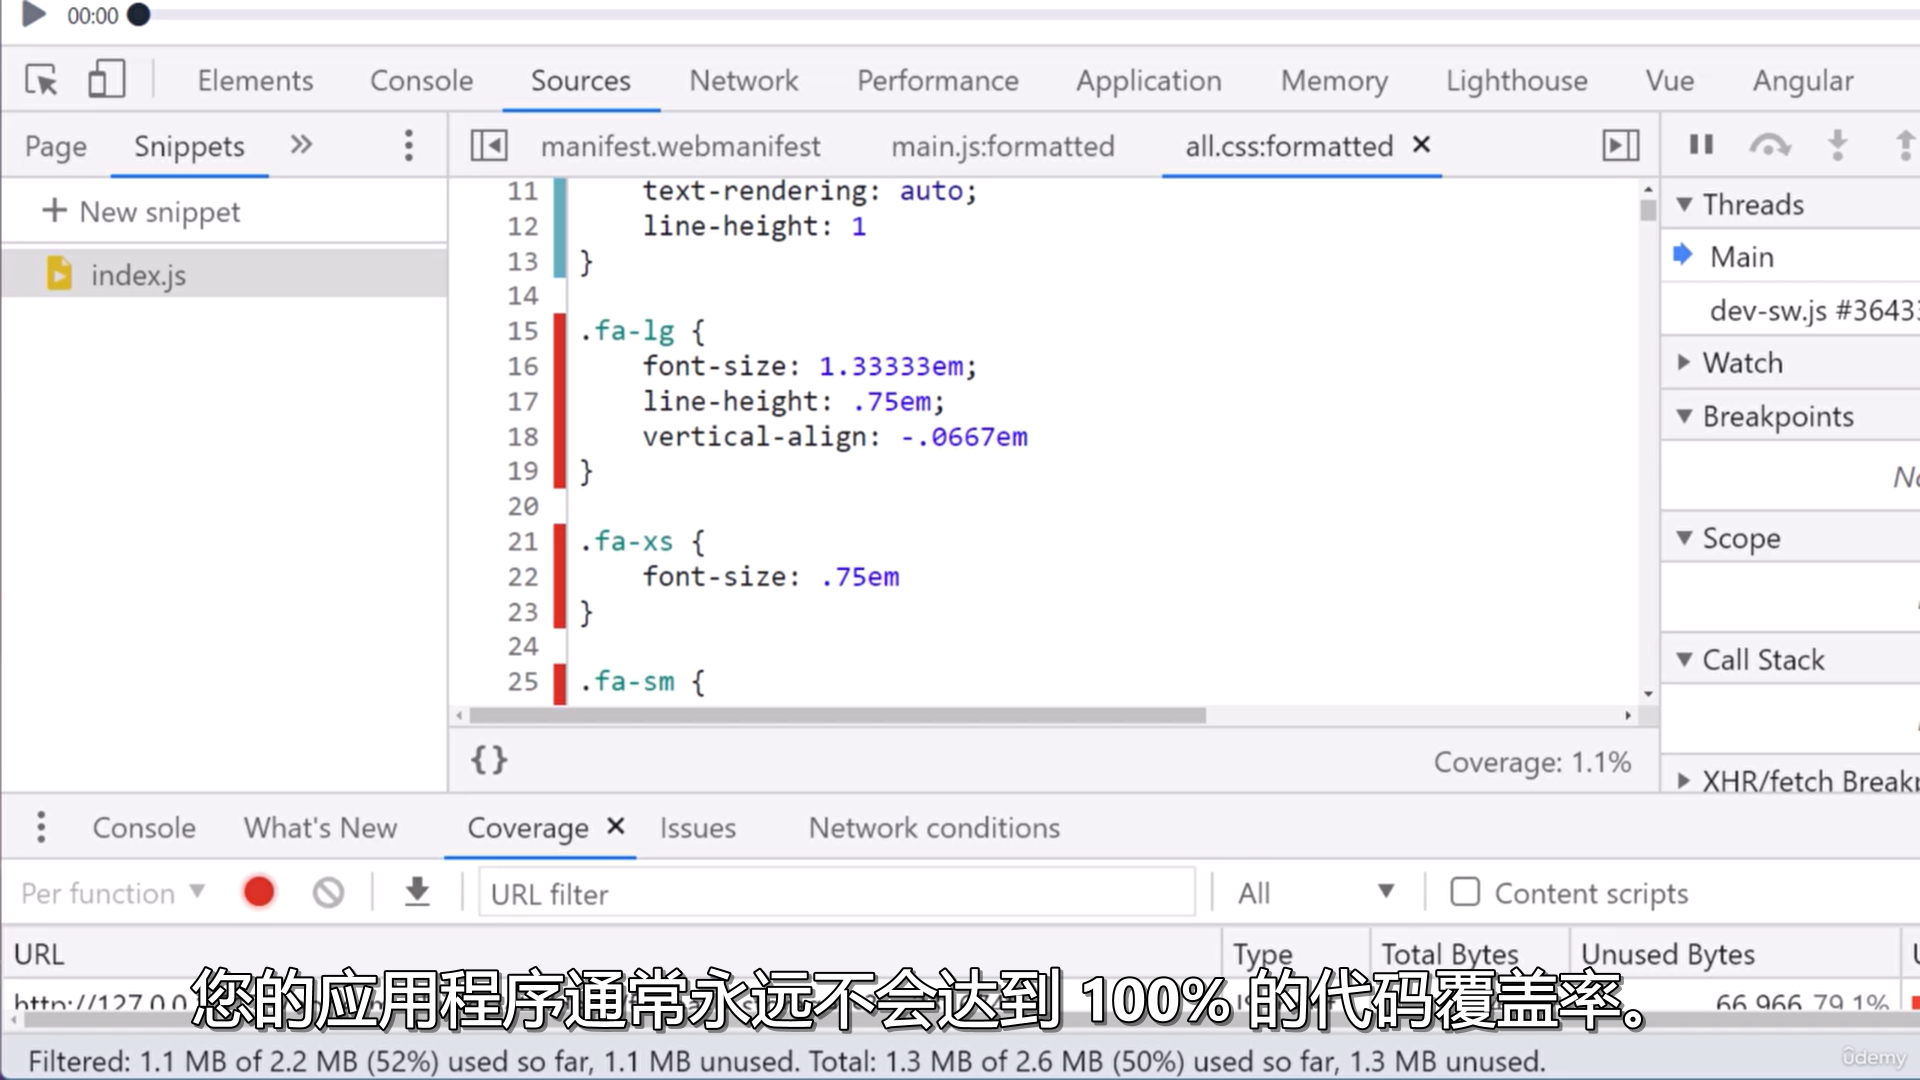 00:00
Elements Console Sources Network Performance Application Memory Lighthouse Vue Angular
Page Snippets
manifest.webmanifest main.js:formatted all.css:formatted
New snippet
index.js
11 text-rendering: auto;
12 line-height: 1
13 }
14
15 .fa-lg {
16 font-size: 1.33333em;
17 line-height: .75em;
18 vertical-align: -.0667em
19 }
20
21 .fa-xs {
22 font-size: .75em
23 }
24
25 .fa-sm {
{} Coverage: 1.1%
Threads
Main
dev-sw.js #3643
Watch
Breakpoints
Scope
Call Stack
XHR/fetch
Console What's New Coverage Issues Network conditions
Per function URL filter All Content scripts
URL Type Total Bytes Unused Bytes
http://127.0.0 66 966 79.1%
您的应用程序通常永远不会达到 100% 的代码覆盖率。
Filtered: 1.1 MB of 2.2 MB (52%) used so far, 1.1 MB unused. Total: 1.3 MB of 2.6 MB (50%) used so far, 1.3 MB unused.
ûdemy